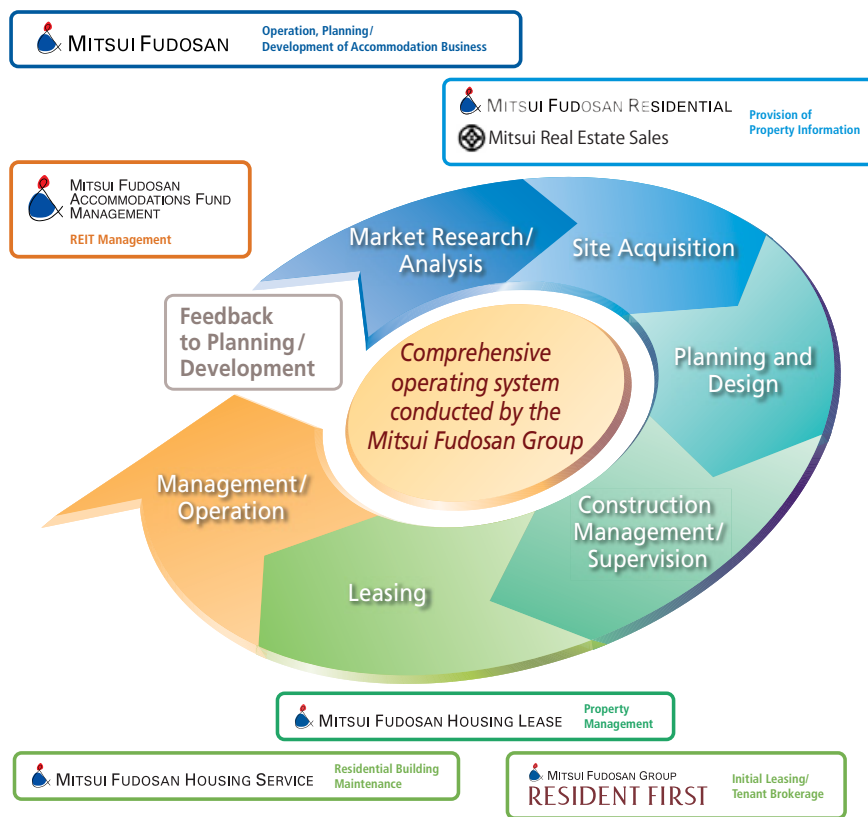 MITSUI FUDOSAN
Operation, Planning/
Development of Accommodation Business
MITSUI FUDOSAN RESIDENTIAL
Mitsui Real Estate Sales
Provision of
Property Information
MITSUI FUDOSAN
ACCOMMODATIONS FUND
MANAGEMENT
REIT Management
Market Research/
Analysis
Site Acquisition
Feedback
to Planning/
Development
Comprehensive
operating system
conducted by the
Mitsui Fudosan Group
Planning and
Design
Management/
Operation
Construction
Management/
Supervision
Leasing
MITSUI FUDOSAN HOUSING LEASE
Property
Management
MITSUI FUDOSAN HOUSING SERVICE
Residential Building
Maintenance
MITSUI FUDOSAN GROUP
RESIDENT FIRST
Initial Leasing/
Tenant Brokerage